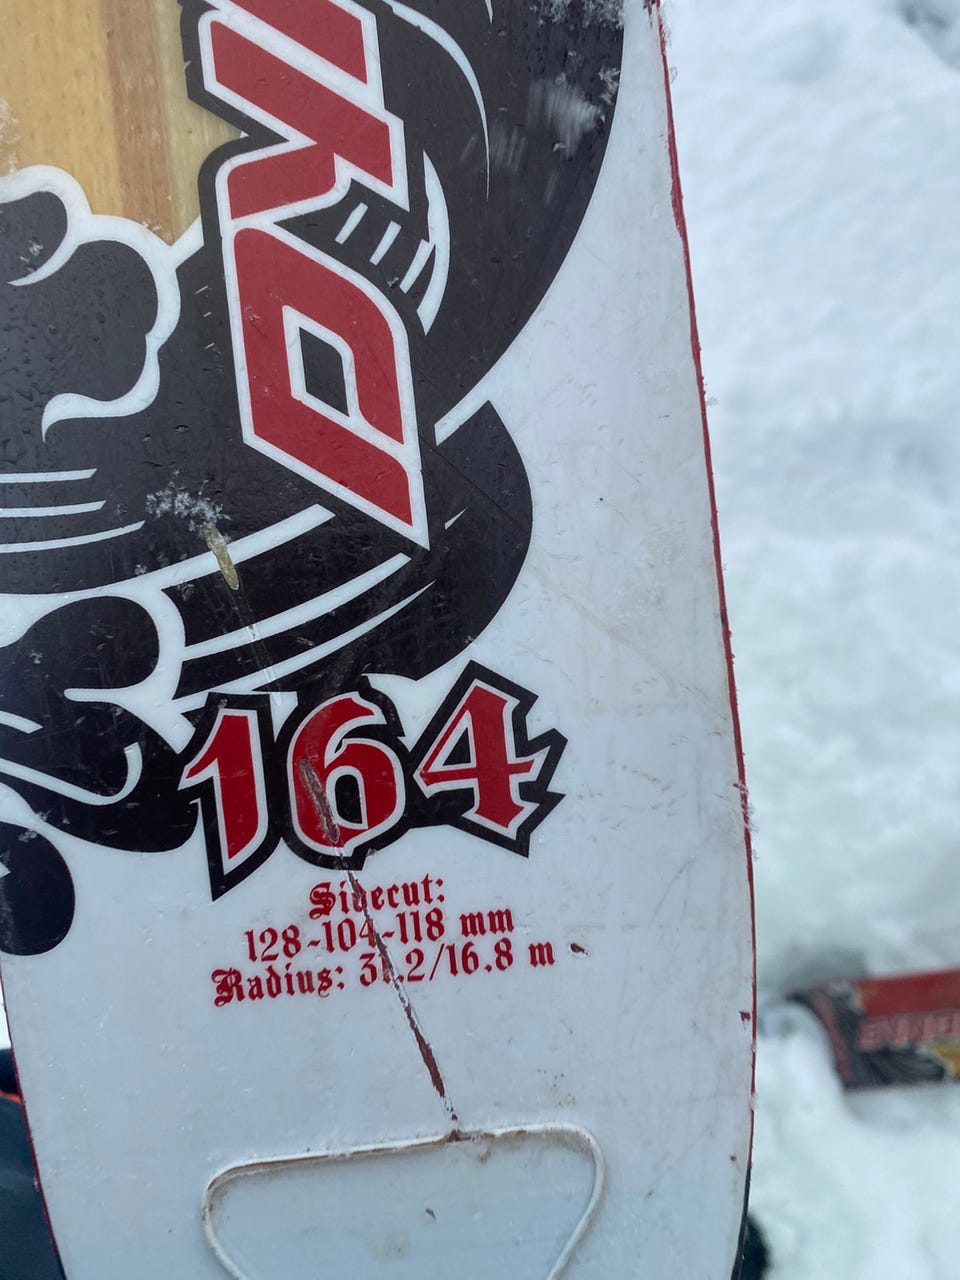 164
Sidecut:
128-104-118 mm
Radius: 31.2/16.8 m